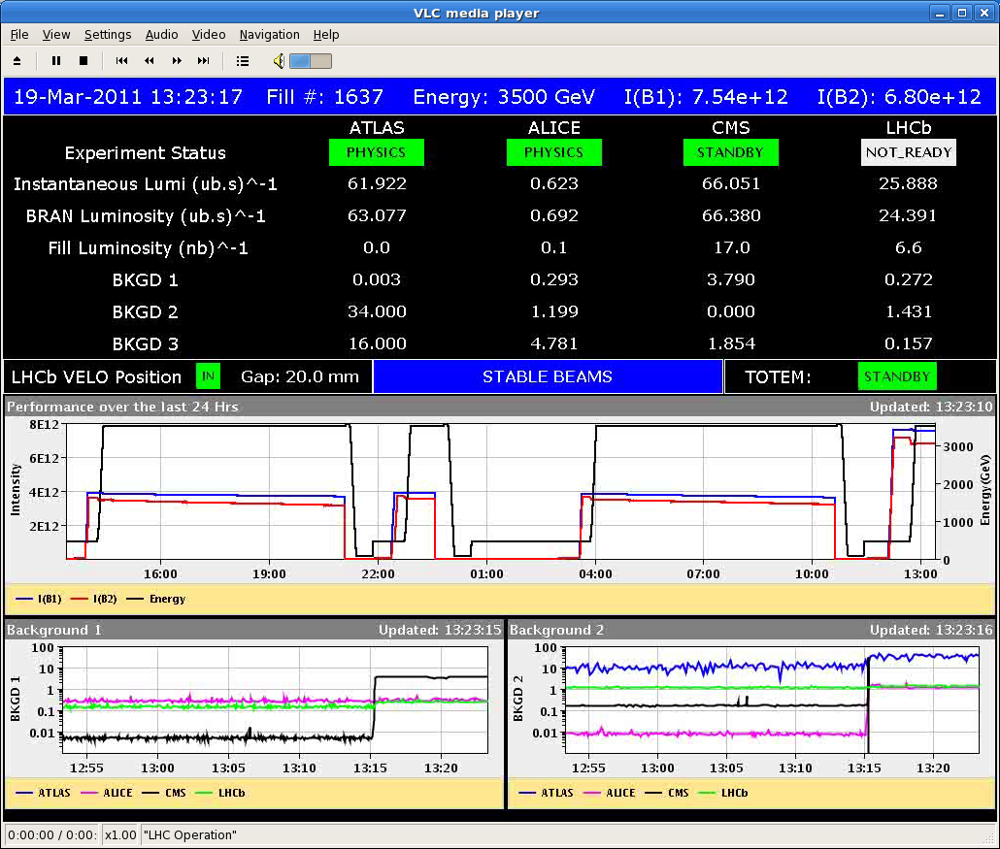 VLC media player
File View Settings Audio Video Navigation Help
19-Mar-2011 13:23:17 Fill #: 1637 Energy: 3500 GeV I(B1): 7.54e+12 I(B2): 6.80e+12
ATLAS ALICE CMS LHCb
Experiment Status PHYSICS PHYSICS STANDBY NOT_READY
Instantaneous Lumi (ub.s)^-1 61.922 0.623 66.051 25.888
BRAN Luminosity (ub.s)^-1 63.077 0.692 66.380 24.391
Fill Luminosity (nb)^-1 0.0 0.1 17.0 6.6
BKGD 1 0.003 0.293 3.790 0.272
BKGD 2 34.000 1.199 0.000 1.431
BKGD 3 16.000 4.781 1.854 0.157
LHCb VELO Position IN Gap: 20.0 mm STABLE BEAMS TOTEM: STANDBY
Performance over the last 24 Hrs Updated: 13:23:10
8E12
6E12 3000
4E12 2000
2E12 1000
0
Intensity
Energy(GeV)
16:00 19:00 22:00 01:00 04:00 07:00 10:00 13:00
I(B1) I(B2) Energy
Background 1 Updated: 13:23:15
100
10
1
0.1
0.01
BKGD 1
12:55 13:00 13:05 13:10 13:15 13:20
ATLAS ALICE CMS LHCb
Background 2 Updated: 13:23:16
100
10
1
0.1
0.01
BKGD 2
12:55 13:00 13:05 13:10 13:15 13:20
ATLAS ALICE CMS LHCb
0:00:00 / 0:00: x1.00 "LHC Operation"